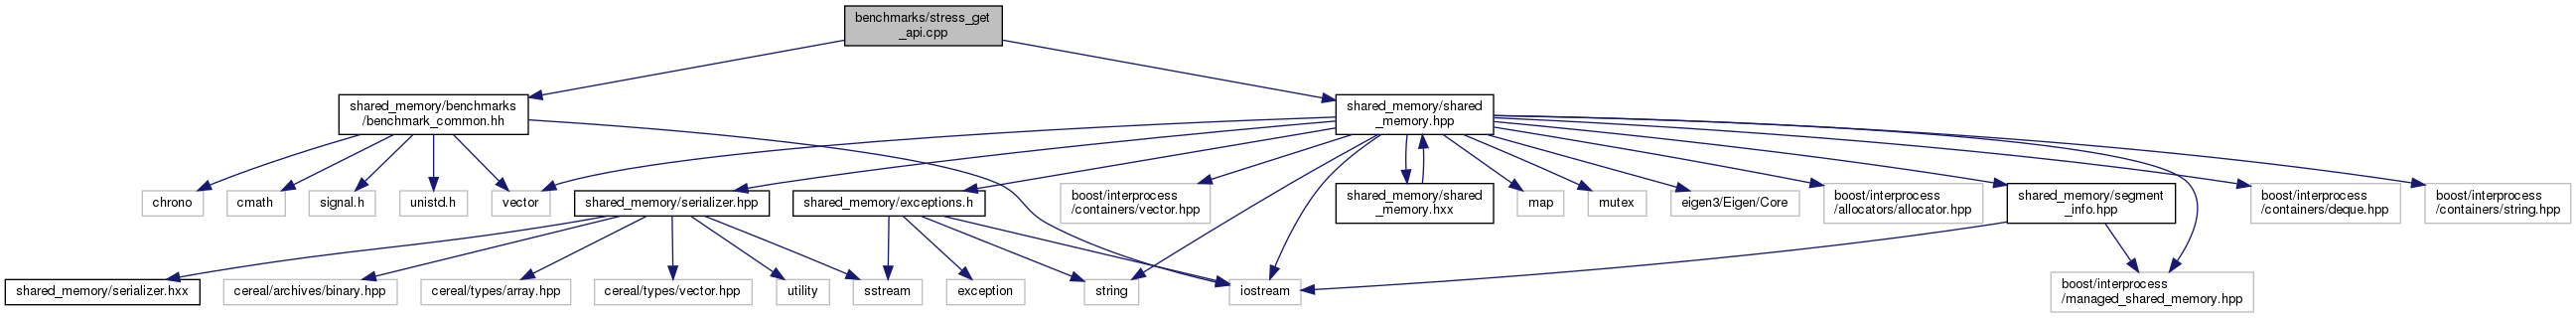 benchmarks/stress_get
_api.cpp
shared_memory/benchmarks
/benchmark_common.hh
shared_memory/shared
_memory.hpp
chrono
cmath
signal.h
unistd.h
vector
shared_memory/serializer.hpp
shared_memory/exceptions.h
boost/interprocess
/containers/vector.hpp
shared_memory/shared
_memory.hxx
map
mutex
eigen3/Eigen/Core
boost/interprocess
/allocators/allocator.hpp
shared_memory/segment
_info.hpp
boost/interprocess
/containers/deque.hpp
boost/interprocess
/containers/string.hpp
shared_memory/serializer.hxx
cereal/archives/binary.hpp
cereal/types/array.hpp
cereal/types/vector.hpp
utility
sstream
exception
string
iostream
boost/interprocess
/managed_shared_memory.hpp